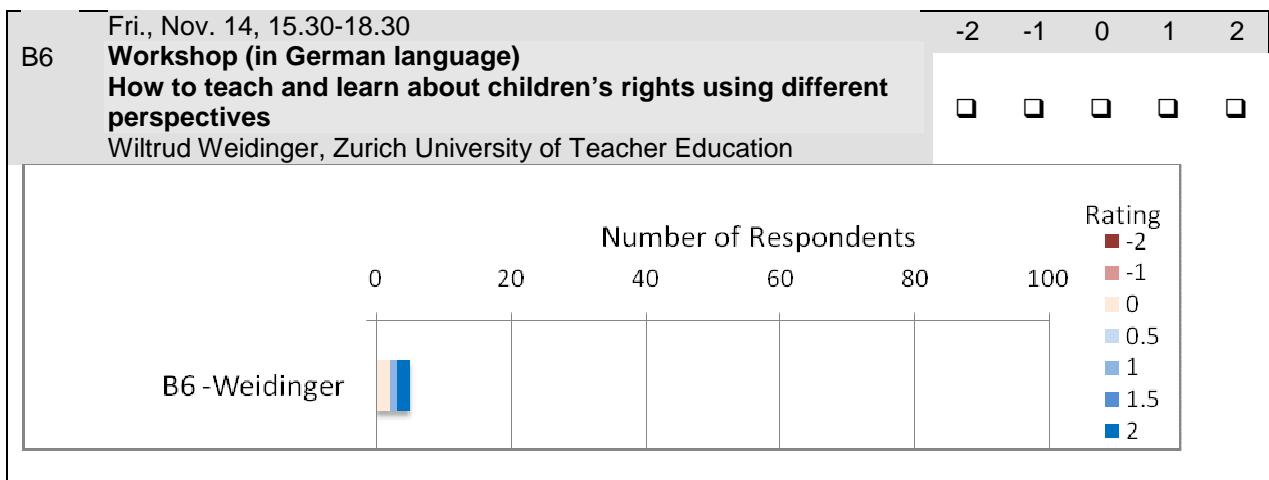 Fri., Nov. 14, 15.30-18.30
-2 -1 0 1 2
B6
Workshop (in German language)
How to teach and learn about children's rights using different
perspectives
❑ ❑ ❑ ❑ ❑
Wiltrud Weidinger, Zurich University of Teacher Education
Number of Respondents
0 20 40 60 80 100
B6 -Weidinger
Rating
-2
-1
0
0.5
1
1.5
2